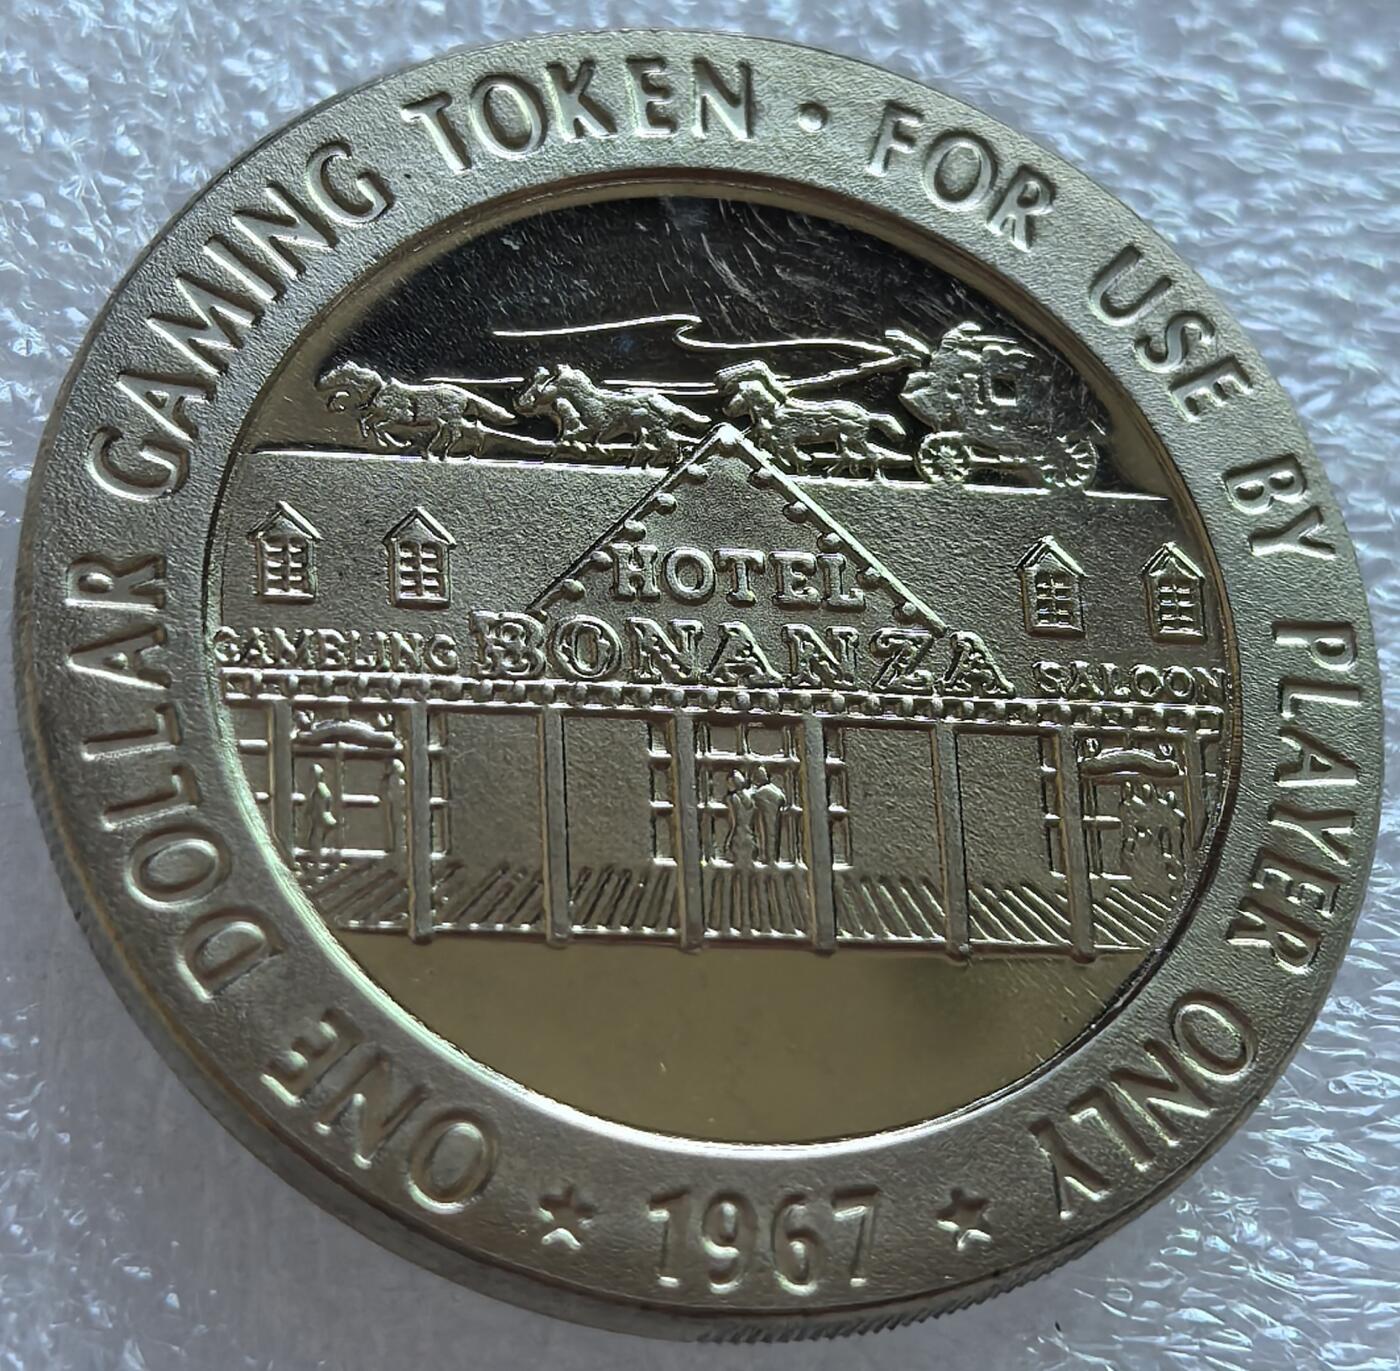 ONE DOLLAR GAMING TOKEN · FOR USE BY PLAYER ONLY
HOTEL
BONANZA
GAMBLING
SALOON
★ 1967 ★